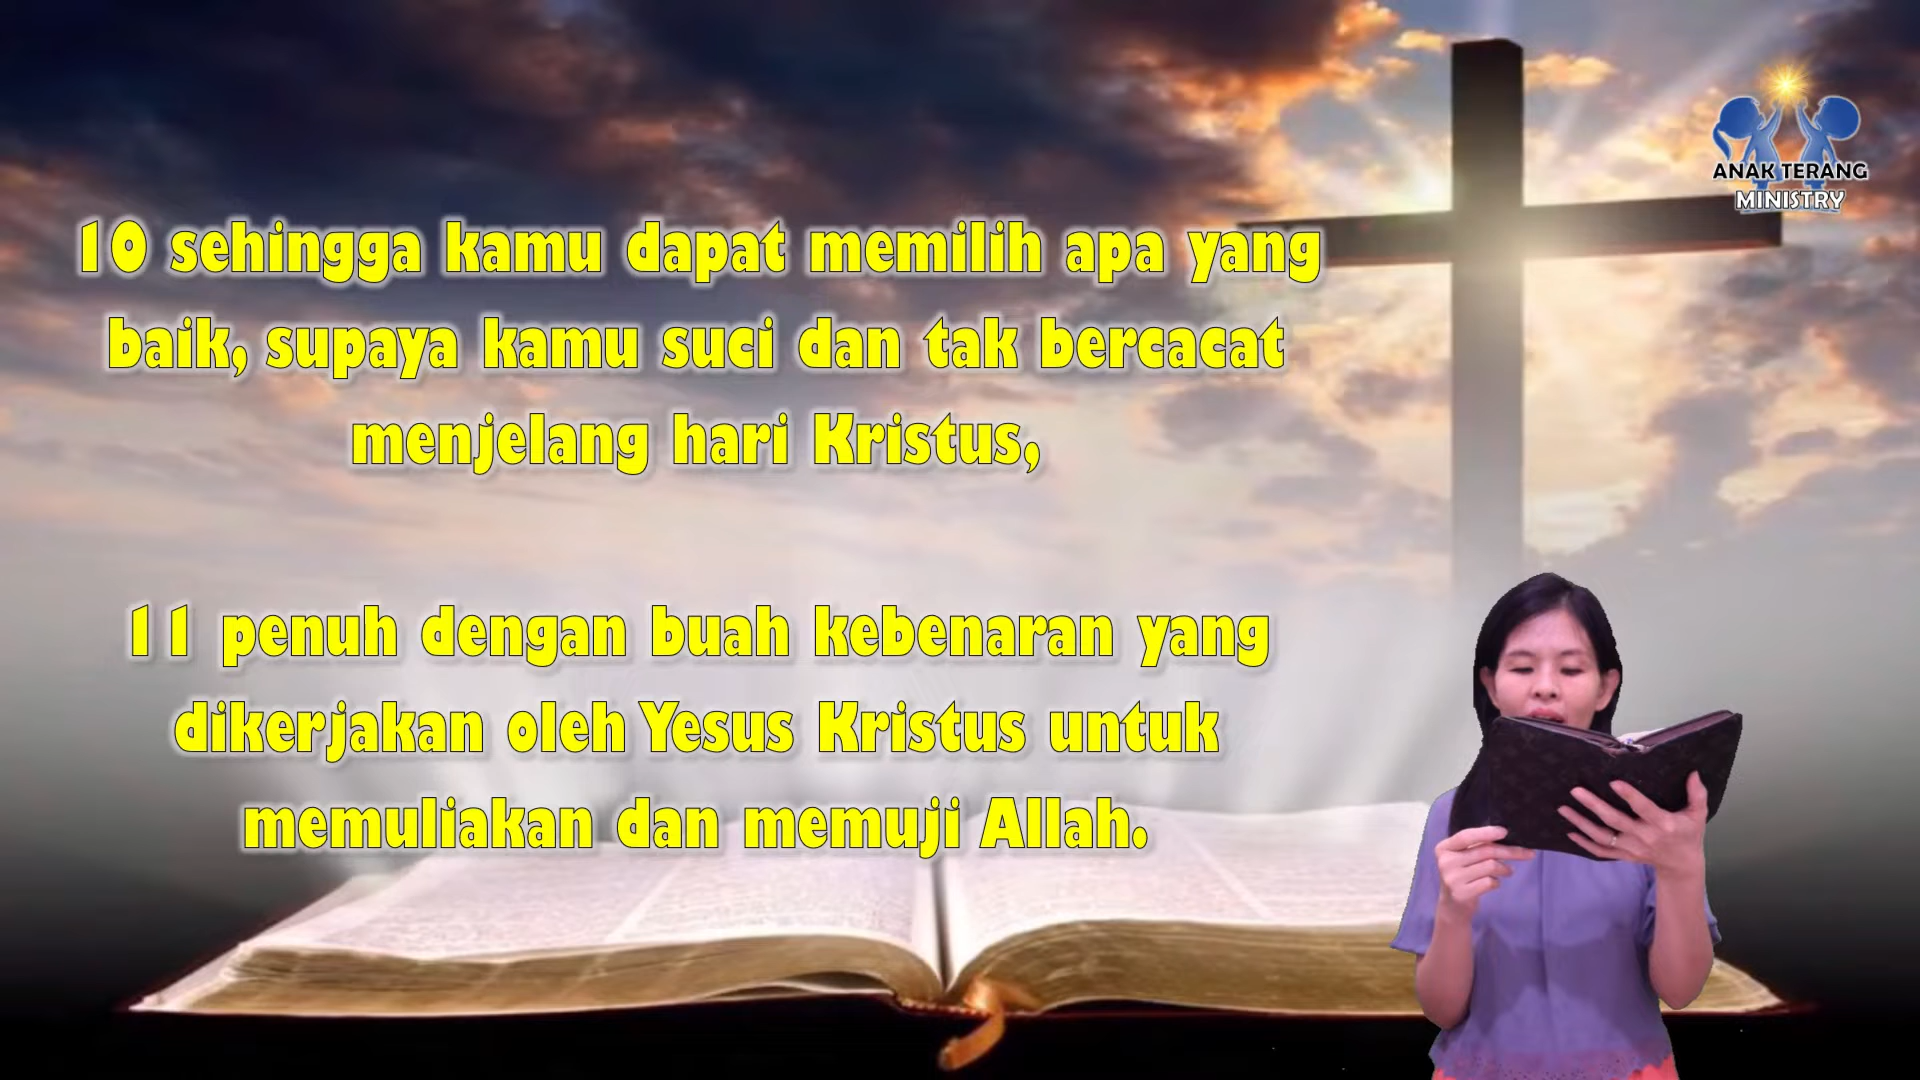 ANAK TERANG
MINISTRY
10 sehingga kamu dapat memilih apa yang
baik, supaya kamu suci dan tak bercacat
menjelang hari Kristus,
11 penuh dengan buah kebenaran yang
dikerjakan oleh Yesus Kristus untuk
memuliakan dan memuji Allah.